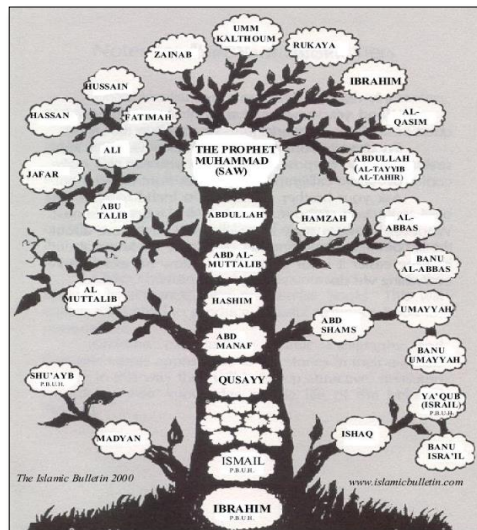 UMM
KALTHOUM
ZAINAB
RUKAYA
IBRAHIM
HUSSAIN
HASSAN
FATIMAH
AL-
QASIM
THE PROPHET
MUHAMMAD
(SAW)
ALI
ABDULLAH
(AL-TAYYIB
AL-TAHIR)
JAFAR
ABU
TALIB
ABDULLAH
HAMZAH
AL-
ABBAS
ABD AL-
MUTTALIB
BANU
AL-ABBAS
AL
MUTTALIB
HASHIM
ABD
SHAMS
UMAYYAH
ABD
MANAF
BANU
UMAYYAH
SHU'AYB
P.B.U.H.
QUSAYY
YA'QUB
(ISRAIL)
P.B.U.H.
MADYAN
ISHAQ
BANU
ISRA'IL
ISMAIL
P.B.U.H.
The Islamic Bulletin 2000
www.islamicbulletin.com
IBRAHIM
P.B.U.H.